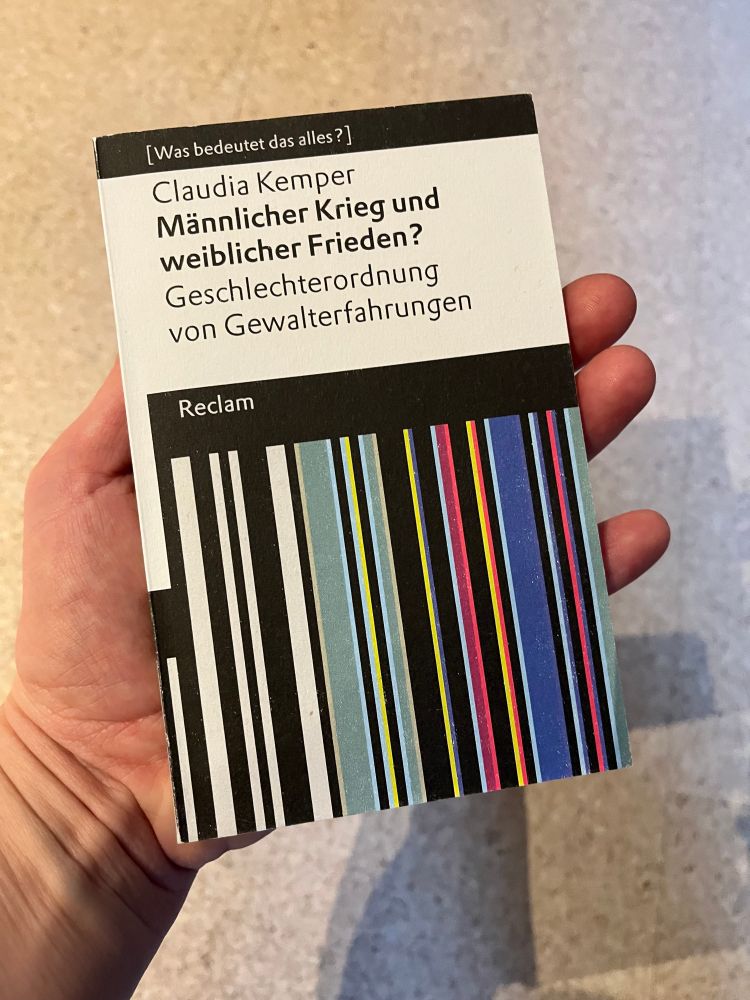 [Was bedeutet das alles?]
Claudia Kemper
Männlicher Krieg und
weiblicher Frieden?
Geschlechterordnung
von Gewalterfahrungen
Reclam